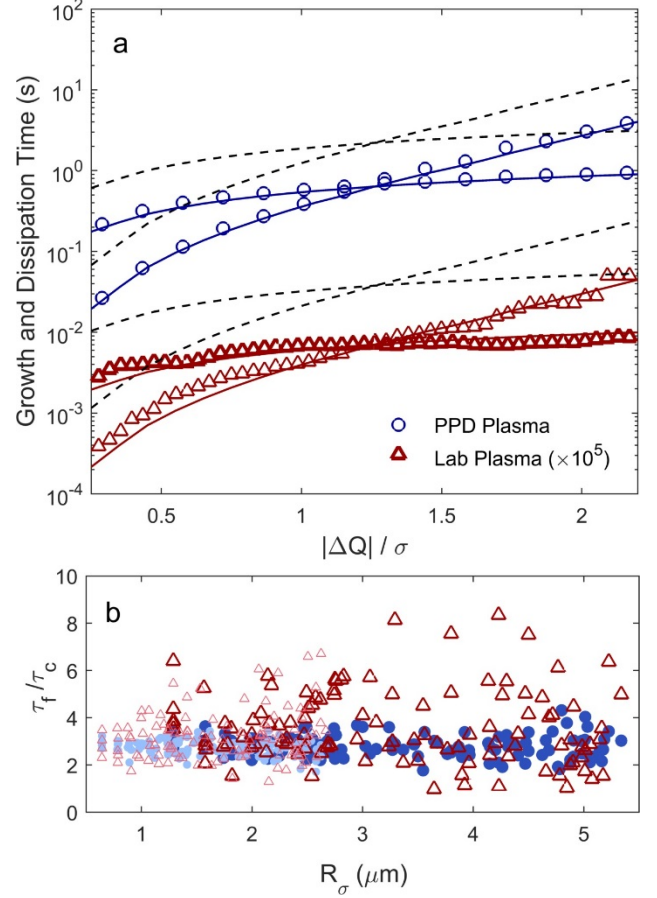 a
Growth and Dissipation Time (s)
10^2
10^1
10^0
10^-1
10^-2
10^-3
10^-4
PPD Plasma
Lab Plasma (×10^5)
0.5 1 1.5 2
|ΔQ| / σ
b
τ_f / τ_c
10
8
6
4
2
0
1 2 3 4 5
R_σ (μm)